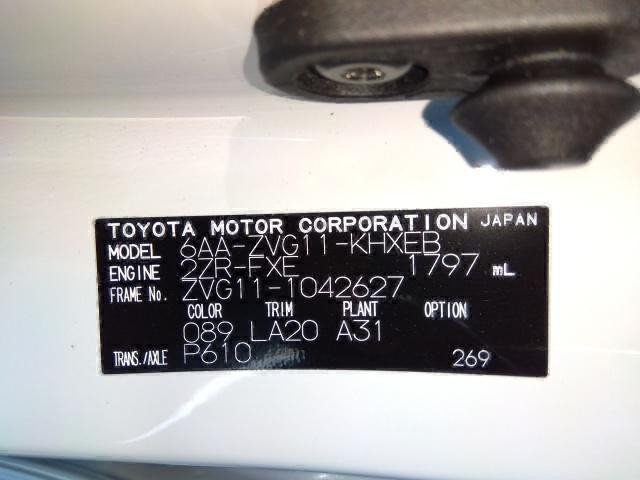 TOYOTA MOTOR CORPORATION JAPAN
MODEL 6AA-ZVG11-KHXEB
ENGINE 2ZR-FXE 1797 mL
FRAME No. ZVG11-1042627
COLOR TRIM PLANT OPTION
089 LA20 A31
TRANS./AXLE P610 269